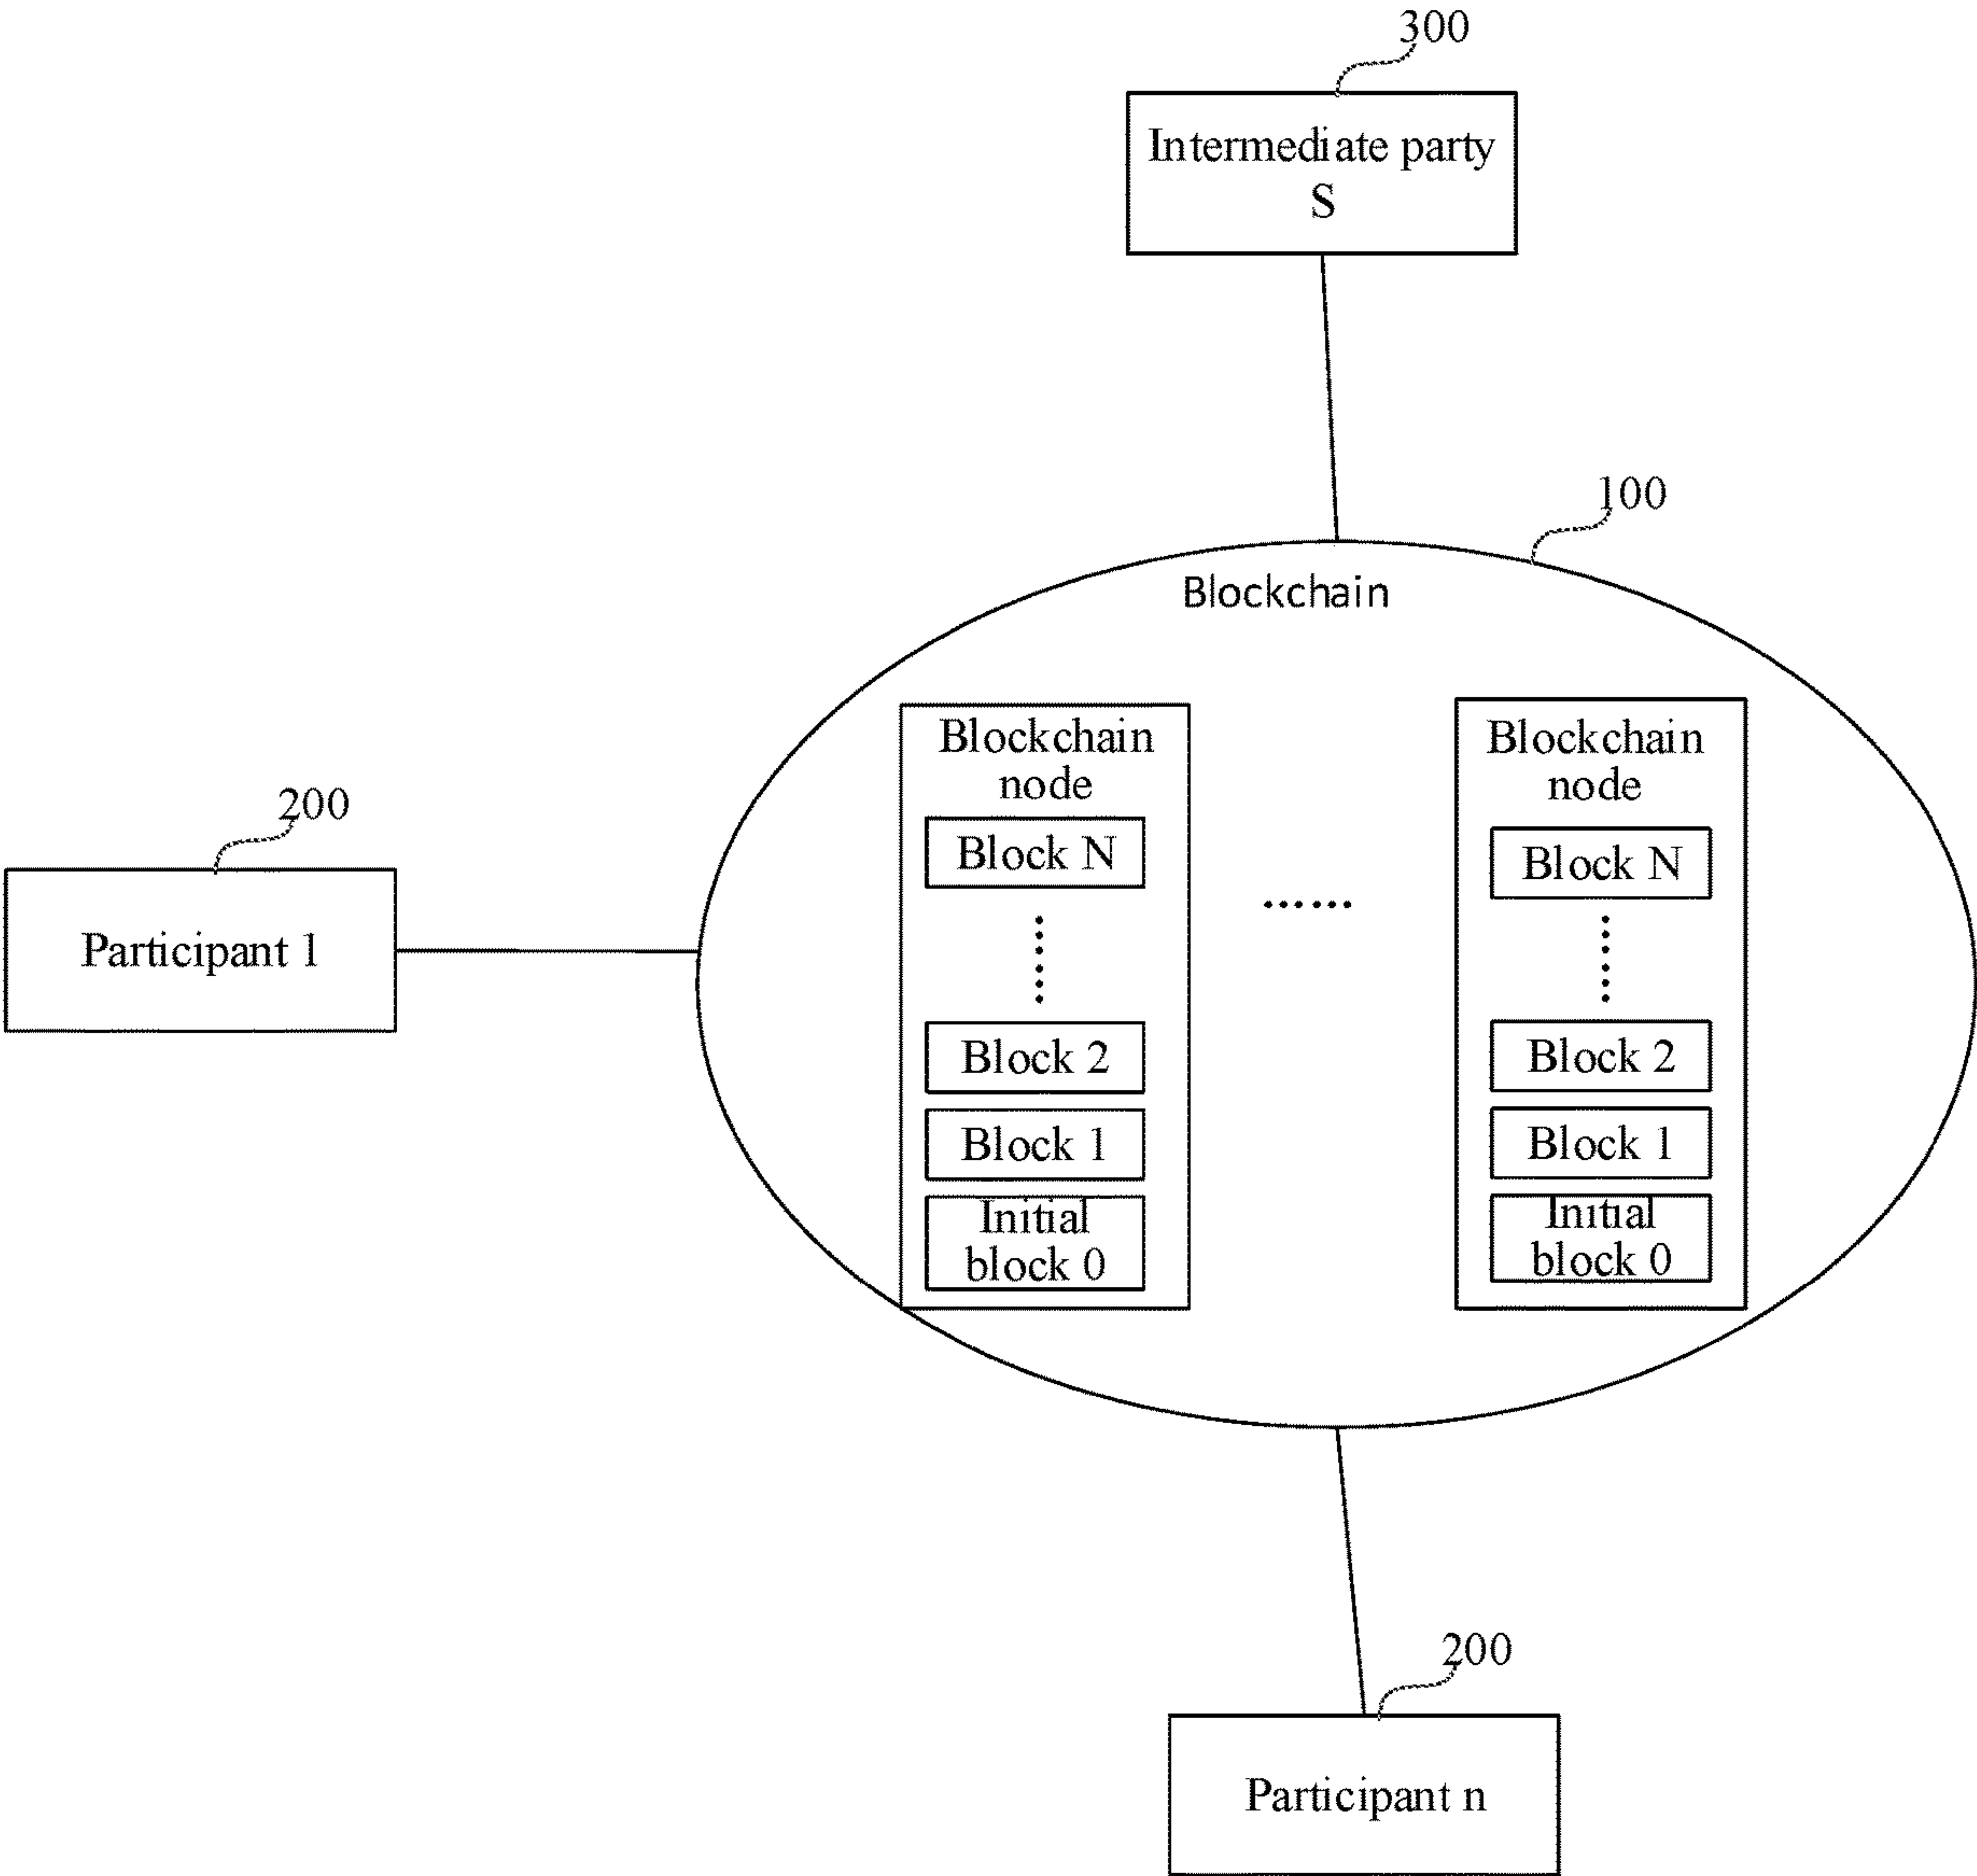 300
Intermediate party
S
100
Blockchain
Blockchain
node
Block N
Block 2
Block 1
Initial
block 0
......
Blockchain
node
Block N
Block 2
Block 1
Initial
block 0
200
Participant 1
200
Participant n